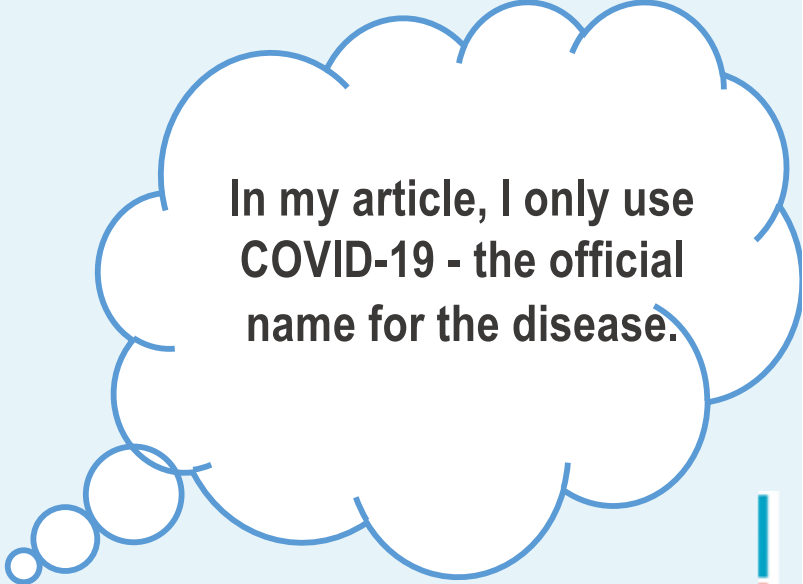 In my article, I only use
COVID-19 - the official
name for the disease.